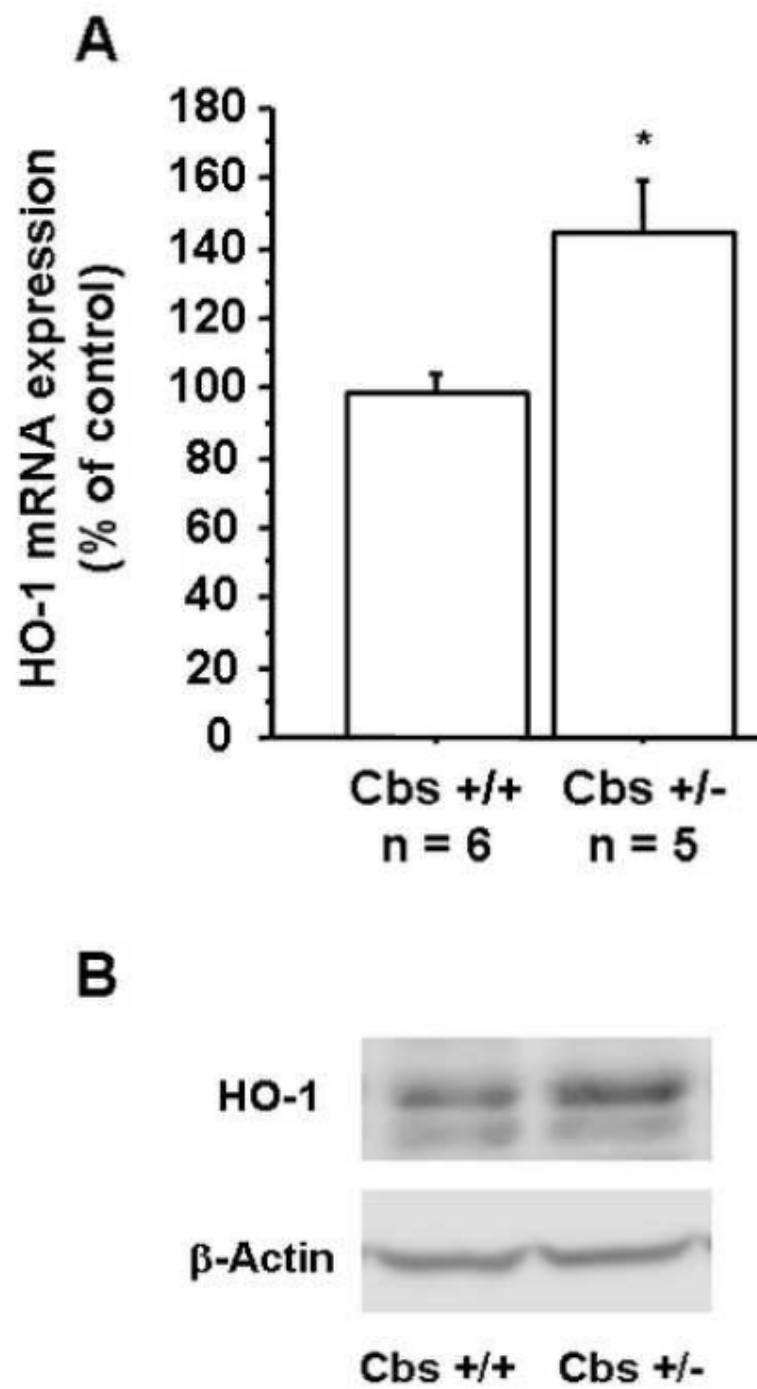 A
HO-1 mRNA expression
(% of control)
180
160
140
120
100
80
60
40
20
0
*
Cbs +/+ Cbs +/-
n = 6 n = 5
B
HO-1
β-Actin
Cbs +/+ Cbs +/-